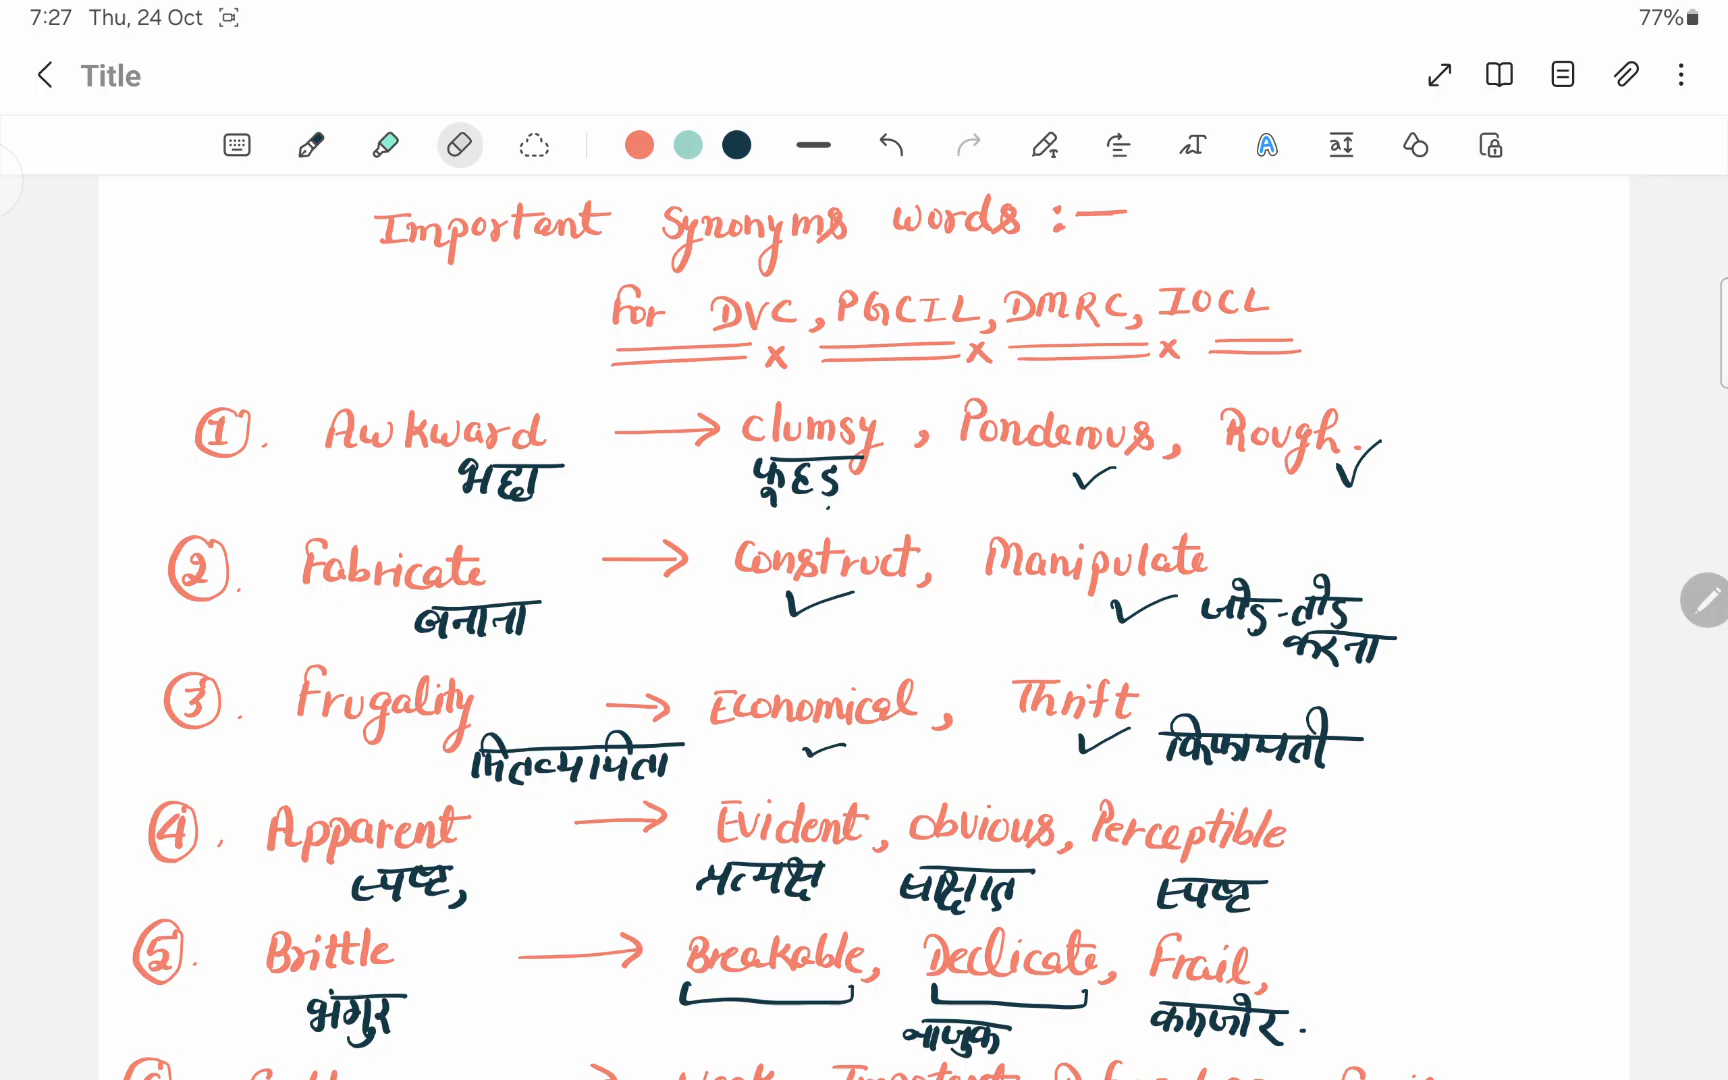 7:27 Thu, 24 Oct 77%
Title
Important Synonyms words :—
For DVC, PGCIL, DMRC, IOCL
1. Awkward → Clumsy, Ponderous, Rough.
भद्दा फूहड़
2. Fabricate → Construct, Manipulate
बनाना जोड़-तोड़
करना
3. Frugality → Economical, Thrift
मितव्ययिता किफायती
4. Apparent → Evident, obvious, Perceptible
स्पष्ट, प्रत्यक्ष साक्षात स्पष्ट
5. Brittle → Breakable, Declicate, Frail,
भंगुर नाजुक कमजोर.